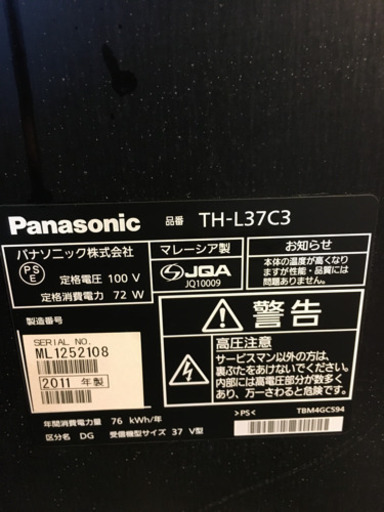 Panasonic 品番 TH-L37C3
パナソニック株式会社
PS
E
定格電圧 100 V
定格消費電力 72 W
マレーシア製
JQA
JQ10009
お知らせ
本体の温度が高くなり
ますが性能・品質には
問題ありません。
製造番号
SERIAL NO.
ML1252108
2011 年製
警告
高圧注意
サービスマン以外の方は、
裏ぶたをあけないでください。
内部には高電圧部分が数多く
あり、万一さわると危険です。
>PS<
TBM4GC594
年間消費電力量 76 kWh/年
区分名 DG 受信機型サイズ 37 V型